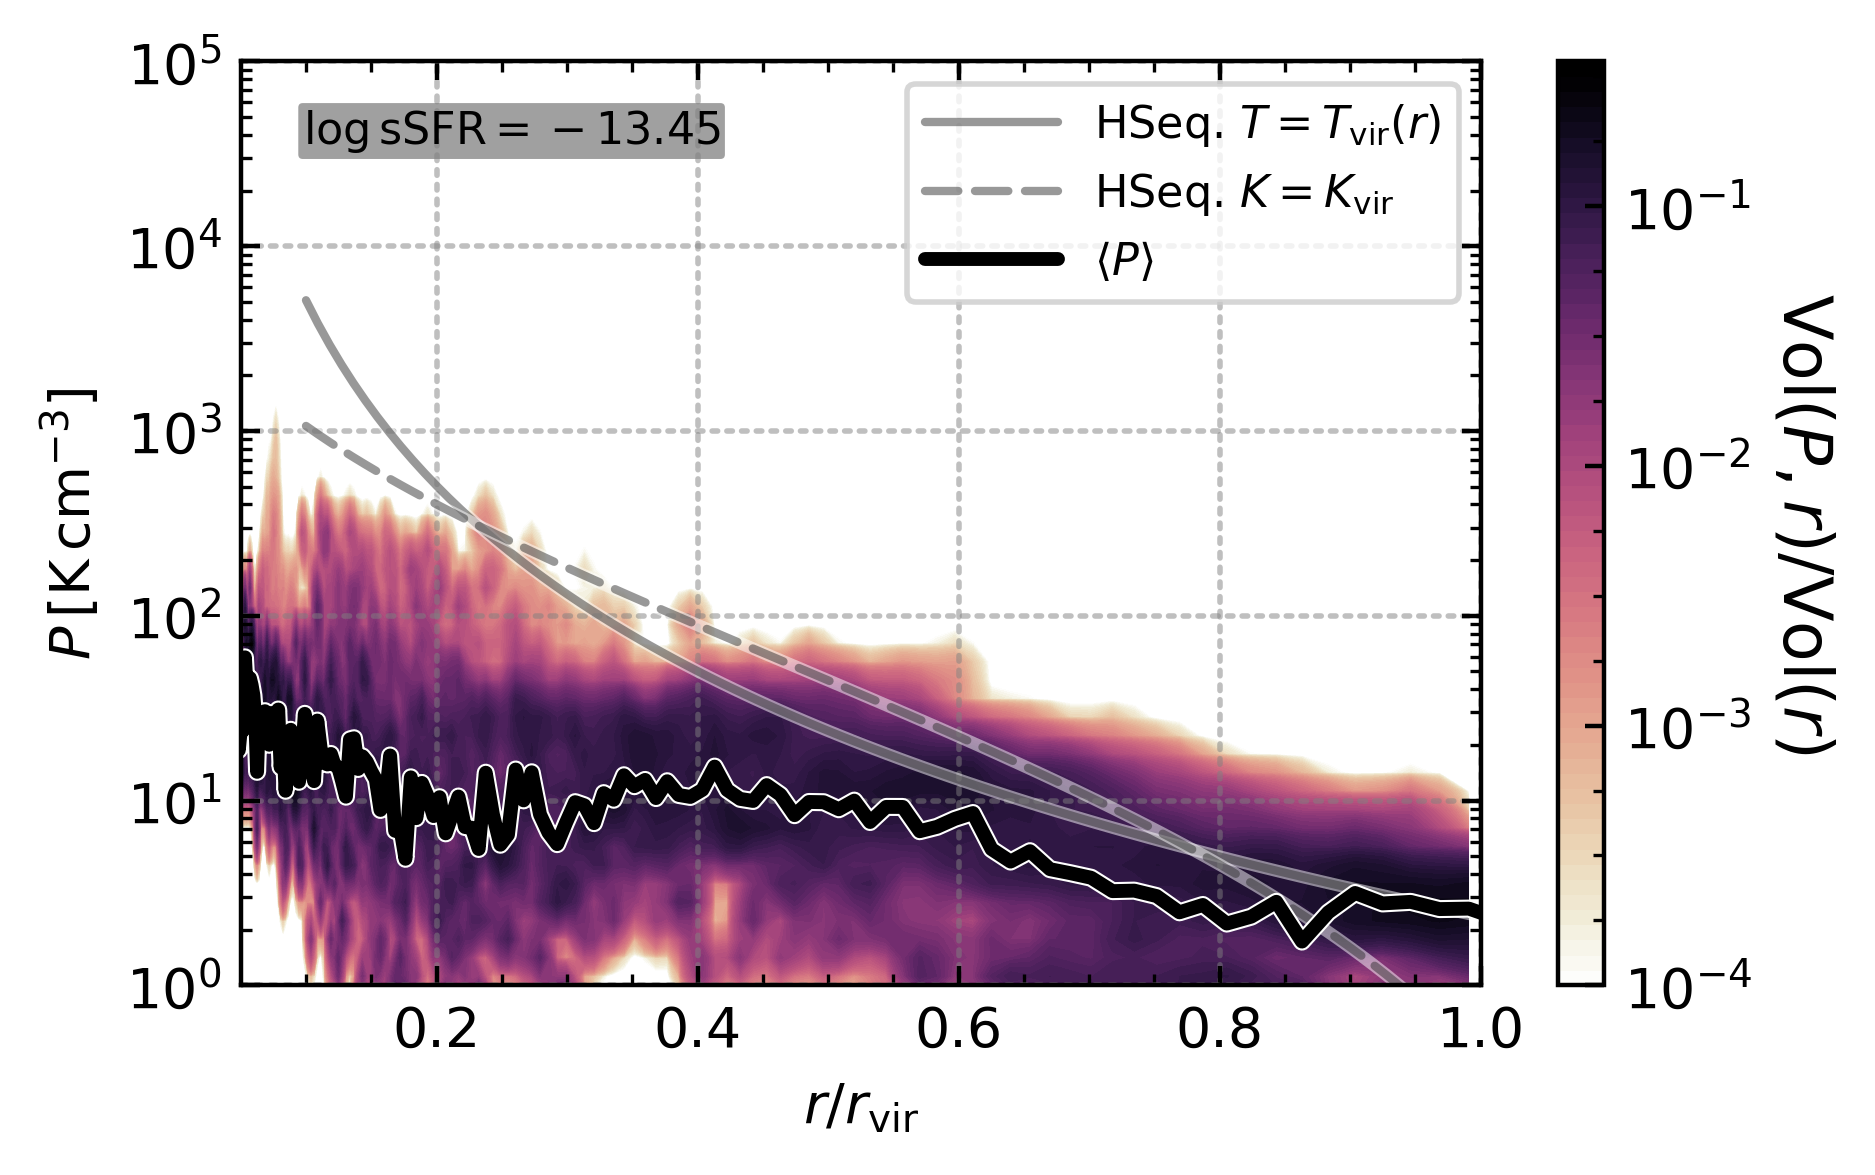 log sSFR = −13.45
HSeq. T = T_vir(r)
HSeq. K = K_vir
⟨P⟩
10^5
10^4
10^3
10^2
10^1
10^0
P [K cm^−3]
0.2 0.4 0.6 0.8 1.0
r/r_vir
10^−1
10^−2
10^−3
10^−4
Vol(P, r)/Vol(r)